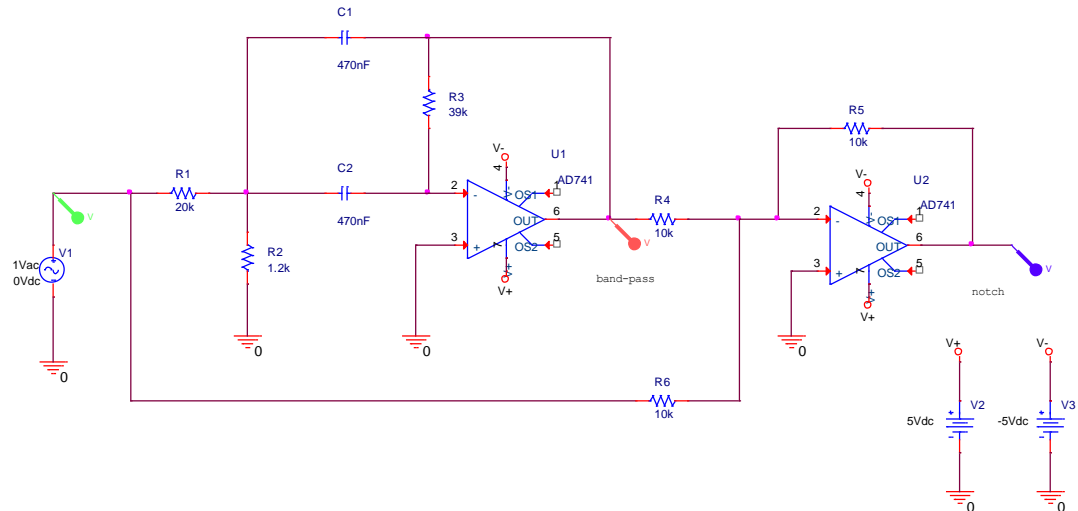 C1
470nF
R3
39k
R5
10k
C2
470nF
R1
20k
V-
4
U1
AD741
2
-
V-
OS1
1
6
OUT
3
+
7
V+
OS2
5
V+
R4
10k
V-
4
U2
AD741
2
-
V-
OS1
1
6
OUT
3
+
7
V+
OS2
5
V+
V
V
V
V1
1Vac
0Vdc
R2
1.2k
band-pass
notch
0
0
0
0
R6
10k
V+
V-
V2
5Vdc
V3
-5Vdc
0
0